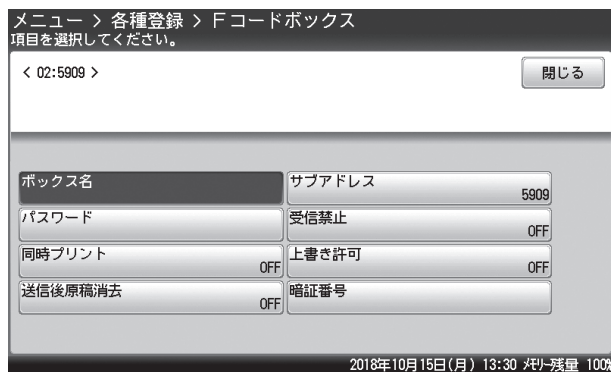 メニュー > 各種登録 > Fコードボックス
項目を選択してください。
< 02:5909 >
閉じる
ボックス名
サブアドレス
5909
パスワード
受信禁止
OFF
同時プリント
OFF
上書き許可
OFF
送信後原稿消去
OFF
暗証番号
2018年10月15日(月) 13:30 メモリー残量 100%